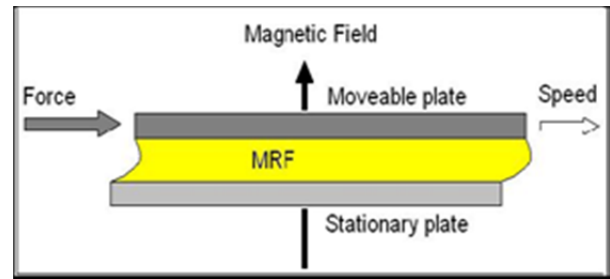 Magnetic Field
Force
Moveable plate
Speed
MRF
Stationary plate